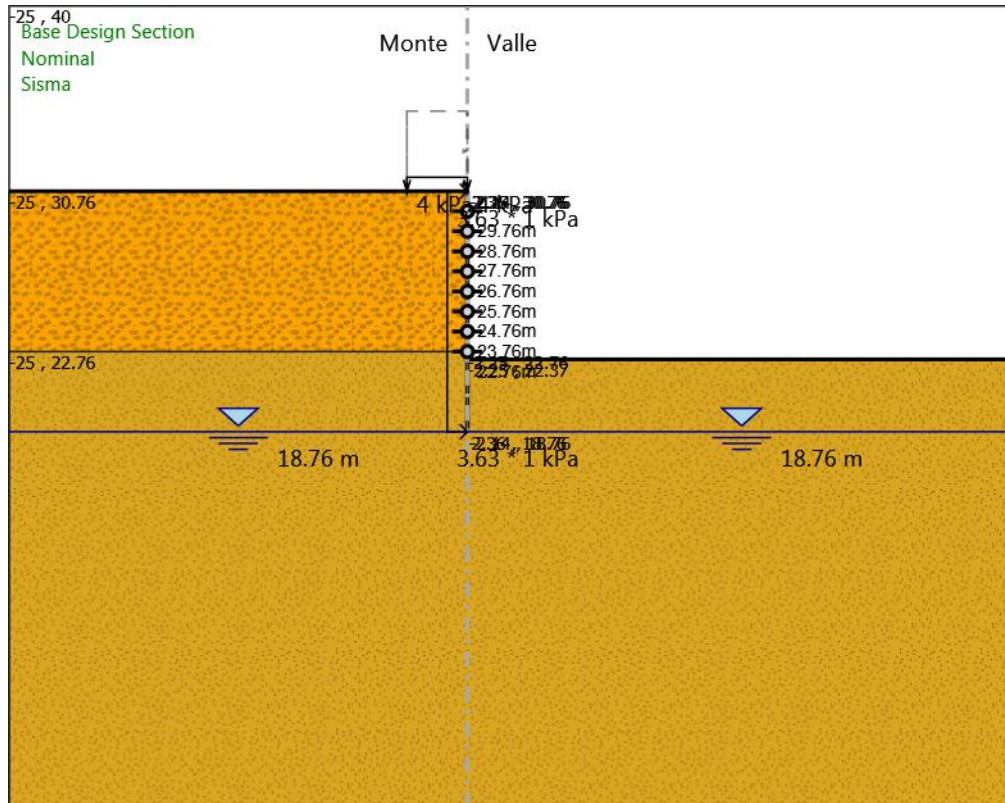 -25 , 40
Base Design Section
Nominal
Sisma
Monte
Valle
-25 , 30.76
4 kPa
3.63 * 1 kPa
29.76m
28.76m
27.76m
26.76m
25.76m
24.76m
23.76m
-25 , 22.76
22.76m
18.76 m
3.63 * 1 kPa
18.76 m